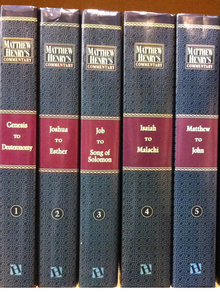 MATTHEW
HENRY'S
COMMENTARY
Genesis
TO
Deuteronomy
1
MATTHEW
HENRY'S
COMMENTARY
Joshua
TO
Esther
2
MATTHEW
HENRY'S
COMMENTARY
Job
TO
Song of
Solomon
3
MATTHEW
HENRY'S
COMMENTARY
Isaiah
TO
Malachi
4
MATTHEW
HENRY'S
COMMENTARY
Matthew
TO
John
5